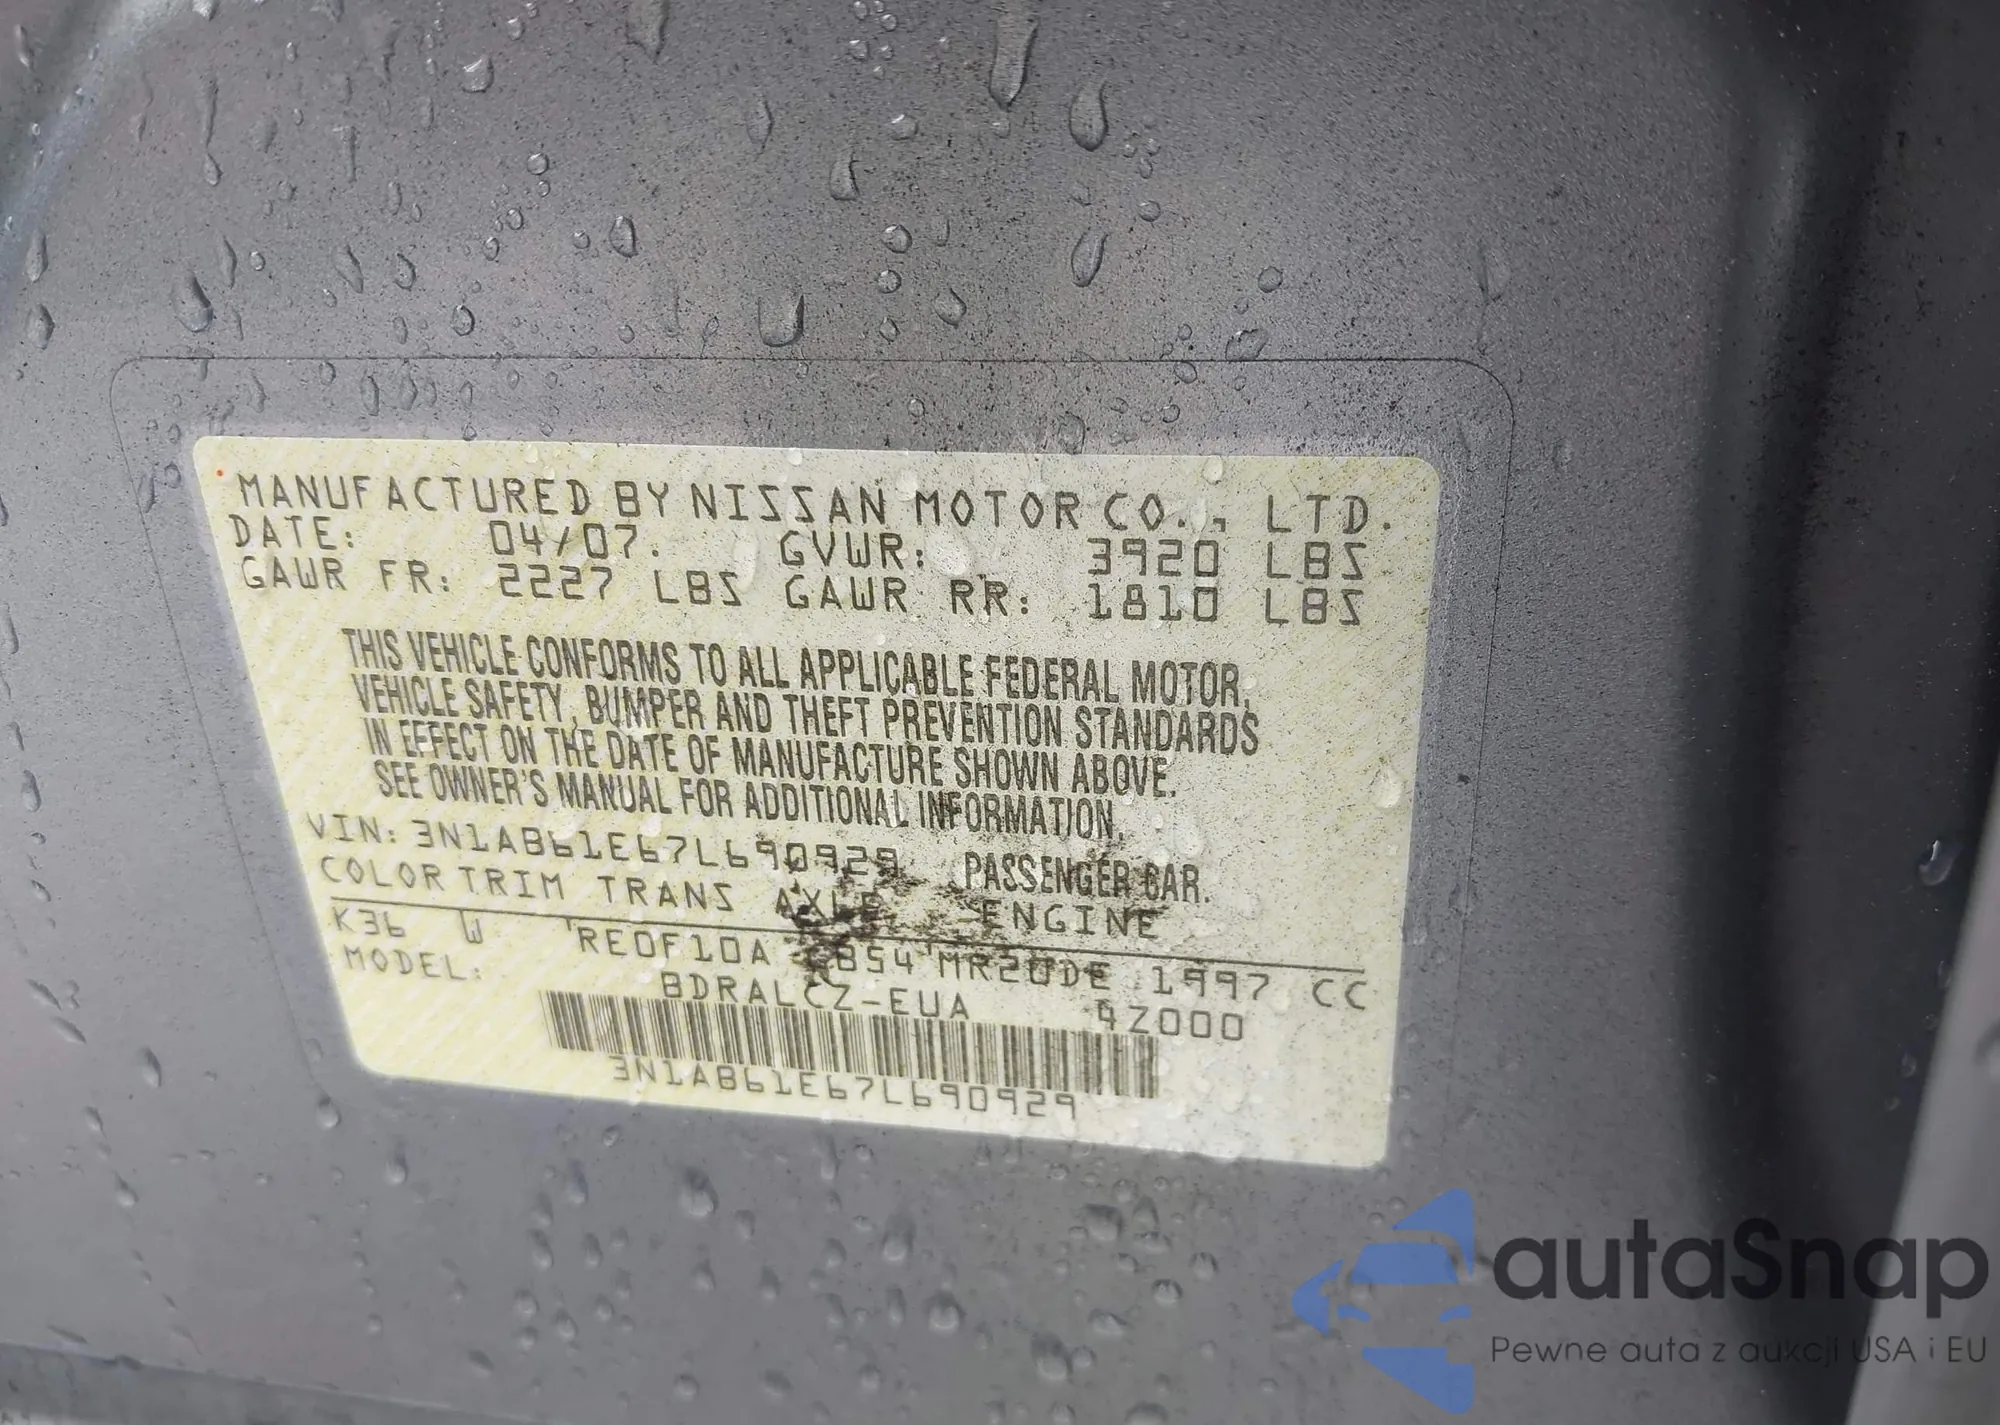 MANUFACTURED BY NISSAN MOTOR CO., LTD.
DATE: 04/07. GVWR: 3920 LBS
GAWR FR: 2227 LBS GAWR RR: 1810 LBS
THIS VEHICLE CONFORMS TO ALL APPLICABLE FEDERAL MOTOR
VEHICLE SAFETY, BUMPER AND THEFT PREVENTION STANDARDS
IN EFFECT ON THE DATE OF MANUFACTURE SHOWN ABOVE.
SEE OWNER'S MANUAL FOR ADDITIONAL INFORMATION.
VIN: 3N1AB61E67L690929 PASSENGER CAR.
COLOR TRIM TRANS AXLE ENGINE
K36 W RE0F10A MR20DE 1997 CC
MODEL: BDRALCZ-EUA 4Z000
3N1AB61E67L690929
autaSnap
Pewne auta z aukcji USA i EU